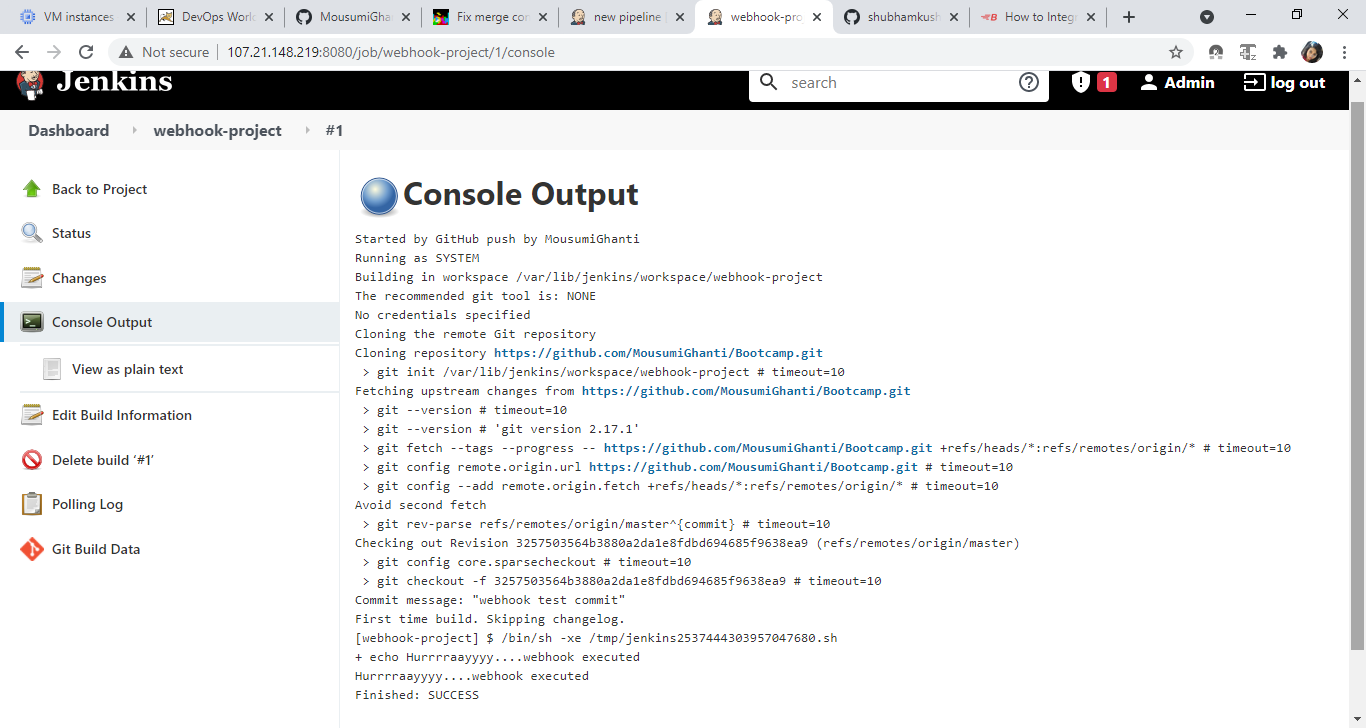 VM instances
DevOps Worl
MousumiGha
Fix merge cor
new pipeline
webhook-pro
shubhamkush
How to Integ
Not secure | 107.21.148.219:8080/job/webhook-project/1/console
Jenkins
search
1
Admin
log out
Dashboard
webhook-project
#1
Back to Project
Status
Changes
Console Output
View as plain text
Edit Build Information
Delete build ‘#1’
Polling Log
Git Build Data
Console Output
Started by GitHub push by MousumiGhanti
Running as SYSTEM
Building in workspace /var/lib/jenkins/workspace/webhook-project
The recommended git tool is: NONE
No credentials specified
Cloning the remote Git repository
Cloning repository https://github.com/MousumiGhanti/Bootcamp.git
> git init /var/lib/jenkins/workspace/webhook-project # timeout=10
Fetching upstream changes from https://github.com/MousumiGhanti/Bootcamp.git
> git --version # timeout=10
> git --version # 'git version 2.17.1'
> git fetch --tags --progress -- https://github.com/MousumiGhanti/Bootcamp.git +refs/heads/*:refs/remotes/origin/* # timeout=10
> git config remote.origin.url https://github.com/MousumiGhanti/Bootcamp.git # timeout=10
> git config --add remote.origin.fetch +refs/heads/*:refs/remotes/origin/* # timeout=10
Avoid second fetch
> git rev-parse refs/remotes/origin/master^{commit} # timeout=10
Checking out Revision 3257503564b3880a2da1e8fdbd694685f9638ea9 (refs/remotes/origin/master)
> git config core.sparsecheckout # timeout=10
> git checkout -f 3257503564b3880a2da1e8fdbd694685f9638ea9 # timeout=10
Commit message: "webhook test commit"
First time build. Skipping changelog.
[webhook-project] $ /bin/sh -xe /tmp/jenkins2537444303957047680.sh
+ echo Hurrrraayyyy....webhook executed
Hurrrraayyyy....webhook executed
Finished: SUCCESS